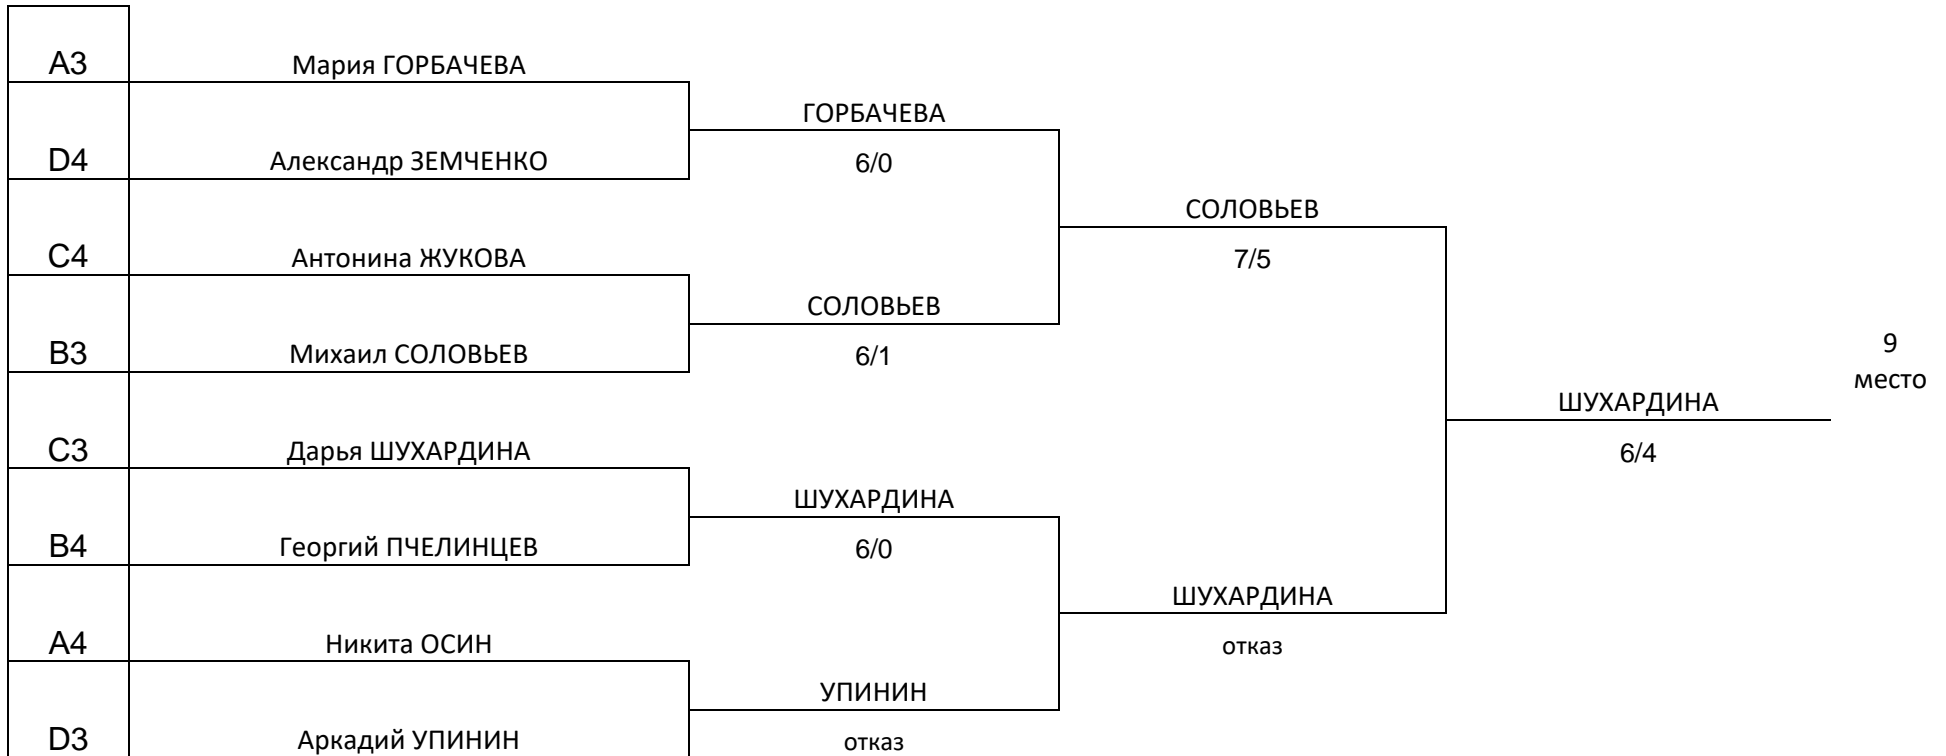 A3 Мария ГОРБАЧЕВА
ГОРБАЧЕВА
D4 Александр ЗЕМЧЕНКО 6/0
СОЛОВЬЕВ
C4 Антонина ЖУКОВА 7/5
СОЛОВЬЕВ
B3 Михаил СОЛОВЬЕВ 6/1
9
место
ШУХАРДИНА
C3 Дарья ШУХАРДИНА 6/4
ШУХАРДИНА
B4 Георгий ПЧЕЛИНЦЕВ 6/0
ШУХАРДИНА
A4 Никита ОСИН отказ
УПИНИН
D3 Аркадий УПИНИН отказ